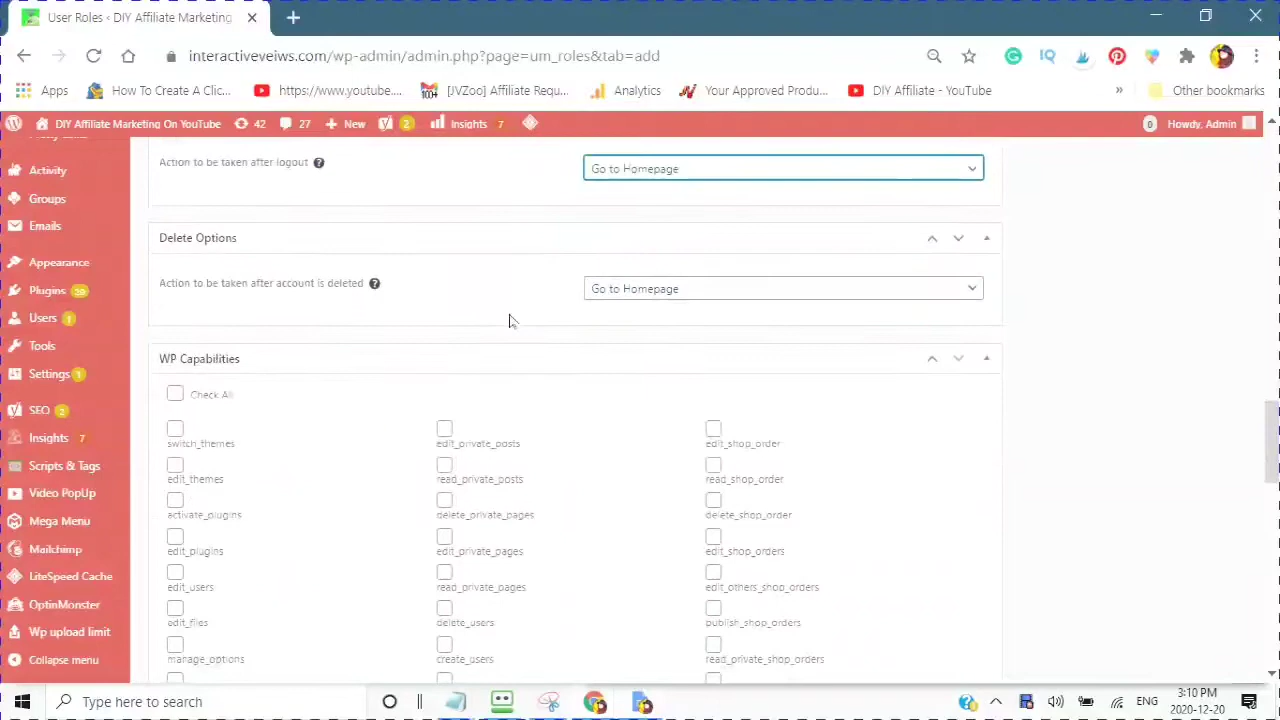 User Roles ‹ DIY Affiliate Marketing
interactiveveiws.com/wp-admin/admin.php?page=um_roles&tab=add
Apps How To Create A Clic... https://www.youtube.... [JVZoo] Affiliate Requ... Analytics Your Approved Produ... DIY Affiliate - YouTube » Other bookmarks
DIY Affiliate Marketing On YouTube 42 27 New 2 Insights 7 0 Howdy, Admin
Activity
Groups
Emails
Appearance
Plugins 29
Users 1
Tools
Settings 1
SEO 2
Insights 7
Scripts & Tags
Video PopUp
Mega Menu
Mailchimp
LiteSpeed Cache
OptinMonster
Wp upload limit
Collapse menu
Action to be taken after logout ?
Go to Homepage
Delete Options
Action to be taken after account is deleted ?
Go to Homepage
WP Capabilities
Check All
switch_themes edit_private_posts edit_shop_order
edit_themes read_private_posts read_shop_order
activate_plugins delete_private_pages delete_shop_order
edit_plugins edit_private_pages edit_shop_orders
edit_users read_private_pages edit_others_shop_orders
edit_files delete_users publish_shop_orders
manage_options create_users read_private_shop_orders
Type here to search
ENG
3:10 PM
2020-12-20